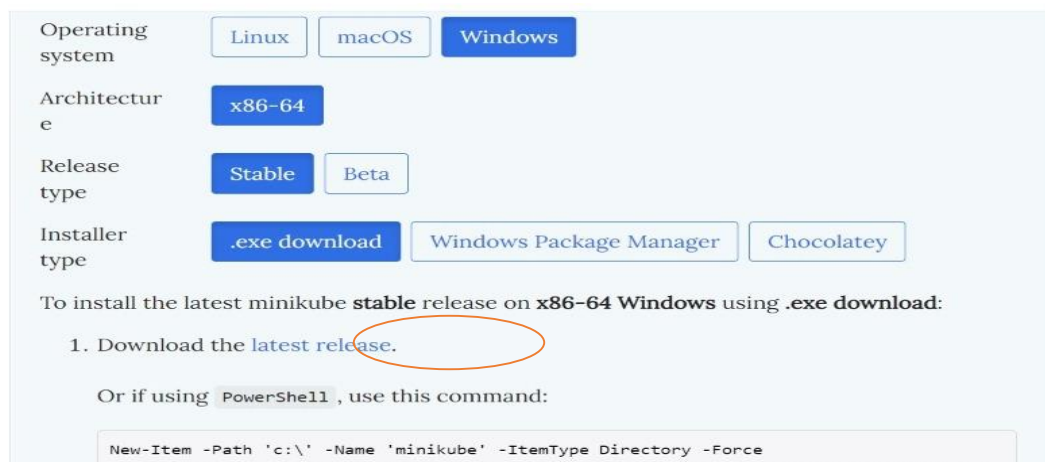 Operating
system
Linux macOS Windows
Architectur
e
x86-64
Release
type
Stable Beta
Installer
type
.exe download Windows Package Manager Chocolatey
To install the latest minikube stable release on x86-64 Windows using .exe download:
1. Download the latest release.
Or if using PowerShell , use this command:
New-Item -Path 'c:\' -Name 'minikube' -ItemType Directory -Force